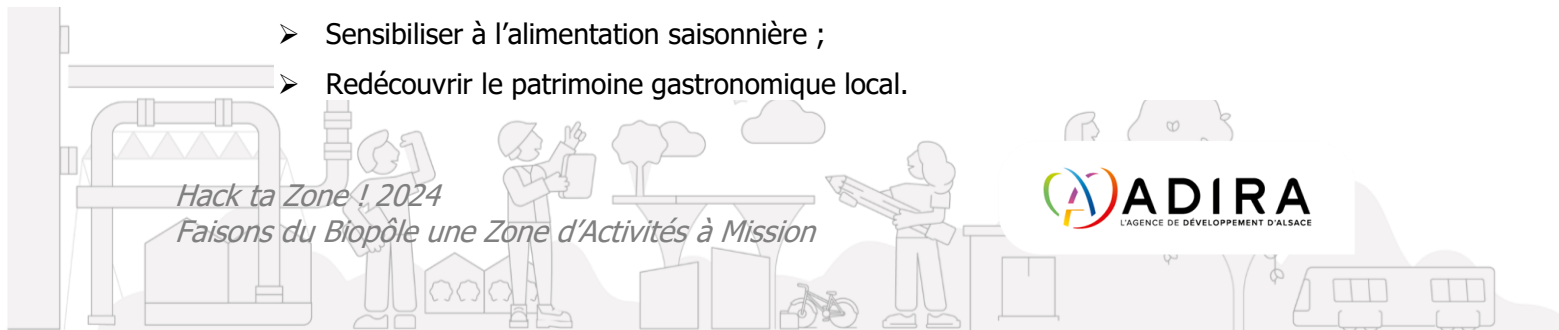 ➢ Sensibiliser à l’alimentation saisonnière ;
➢ Redécouvrir le patrimoine gastronomique local.
Hack ta Zone ! 2024
Faisons du Biopôle une Zone d’Activités à Mission
ADIRA
L'AGENCE DE DÉVELOPPEMENT D'ALSACE